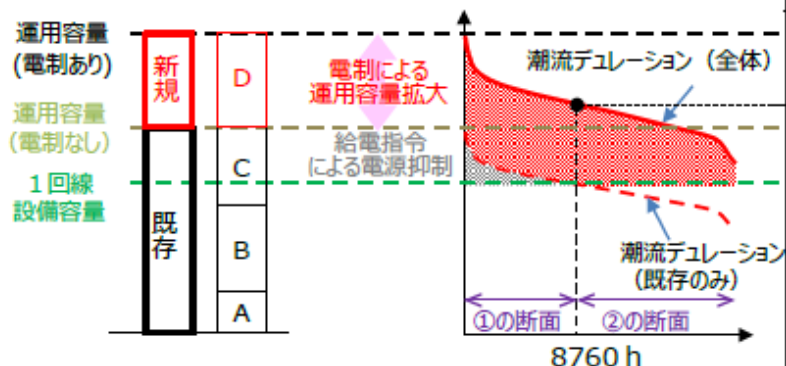 運用容量
(電制あり)
運用容量
(電制なし)
1回線
設備容量
新
規
既
存
D
C
B
A
電制による
運用容量拡大
給電指令
による電源抑制
潮流デュレーション（全体）
潮流デュレーション
(既存のみ)
①の断面
②の断面
8760 h